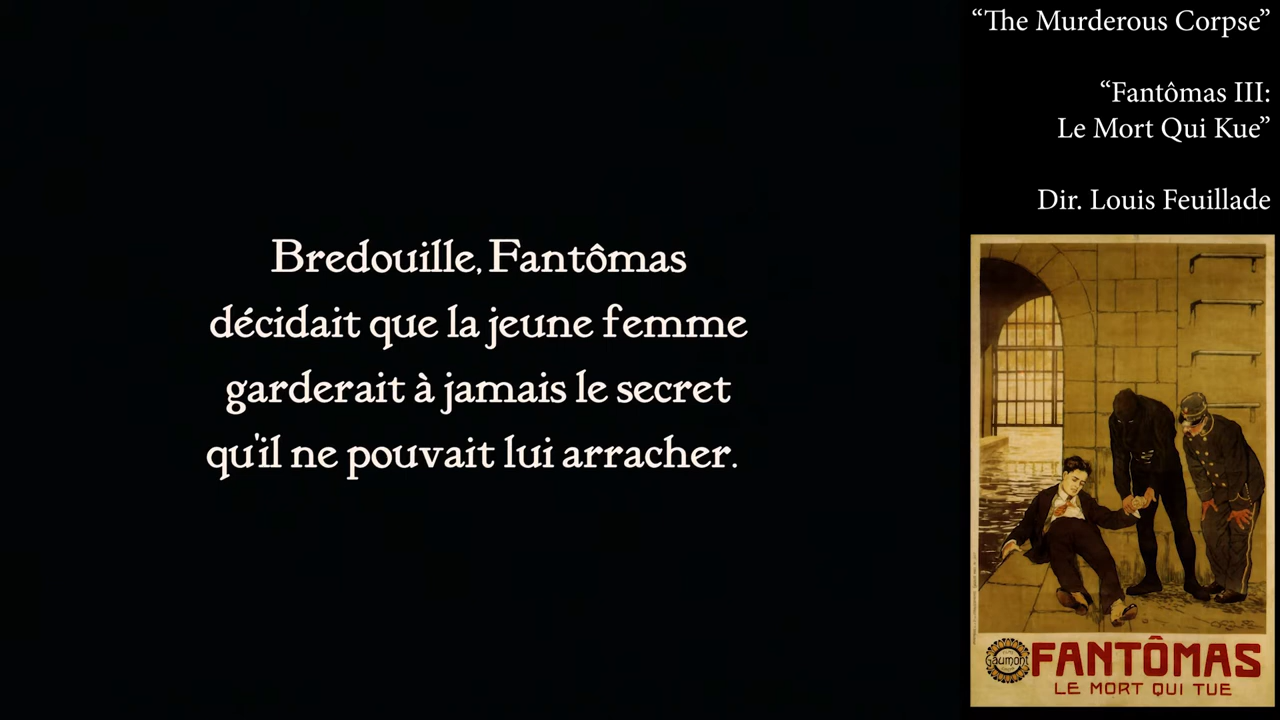 Bredouille, Fantômas
décidait que la jeune femme
garderait à jamais le secret
qu'il ne pouvait lui arracher.
“The Murderous Corpse”
“Fantômas III:
Le Mort Qui Kue”
Dir. Louis Feuillade
Gaumont
FANTÔMAS
LE MORT QUI TUE